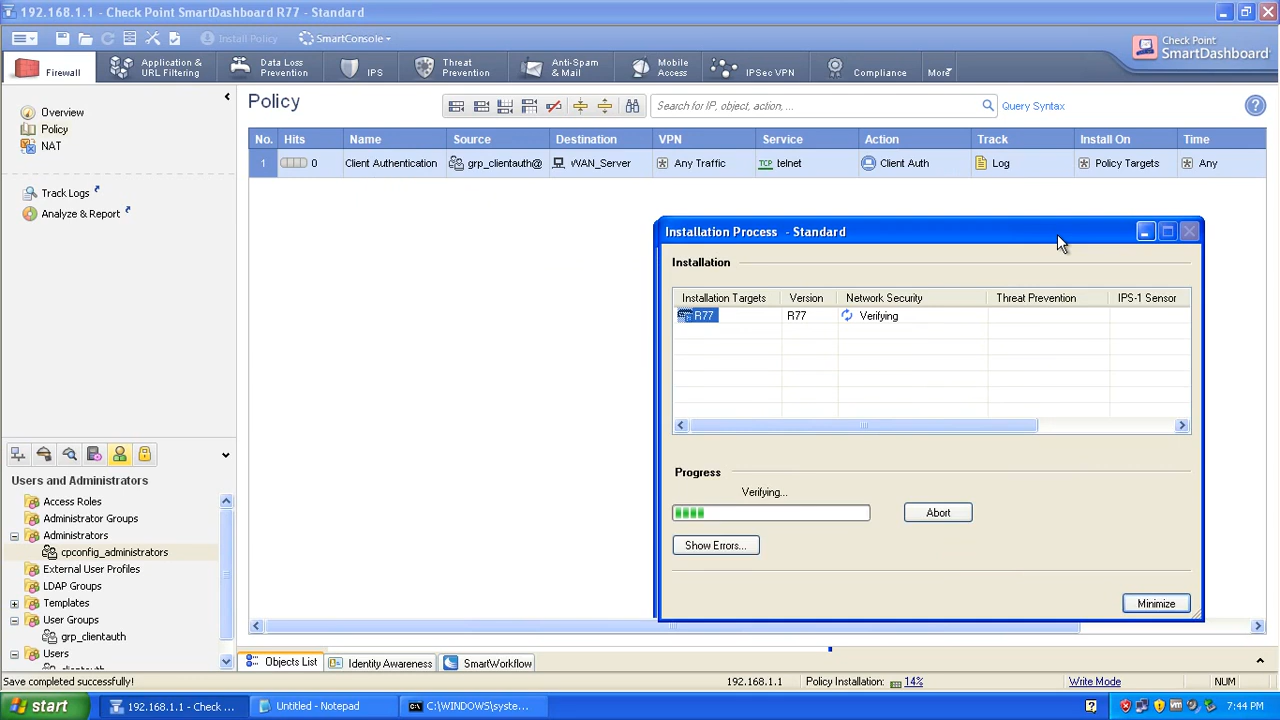 192.168.1.1 - Check Point SmartDashboard R77 - Standard
Install Policy
SmartConsole
Check Point
SmartDashboard
Firewall
Application &
URL Filtering
Data Loss
Prevention
IPS
Threat
Prevention
Anti-Spam
& Mail
Mobile
Access
IPSec VPN
Compliance
More
Overview
Policy
NAT
Track Logs
Analyze & Report
Policy
Search for IP, object, action, ...
Query Syntax
No. Hits Name Source Destination VPN Service Action Track Install On Time
1 0 Client Authentication grp_clientauth@ WAN_Server Any Traffic TCP telnet Client Auth Log Policy Targets Any
Installation Process - Standard
Installation
Installation Targets Version Network Security Threat Prevention IPS-1 Sensor
R77 R77 Verifying
Progress
Verifying...
Abort
Show Errors...
Minimize
Users and Administrators
Access Roles
Administrator Groups
Administrators
cpconfig_administrators
External User Profiles
LDAP Groups
Templates
User Groups
grp_clientauth
Users
clientauth
Objects List
Identity Awareness
SmartWorkflow
Save completed successfully!
192.168.1.1
Policy Installation: 14%
Write Mode
NUM
start
192.168.1.1 - Check P ...
Untitled - Notepad
C:\WINDOWS\syste...
7:44 PM